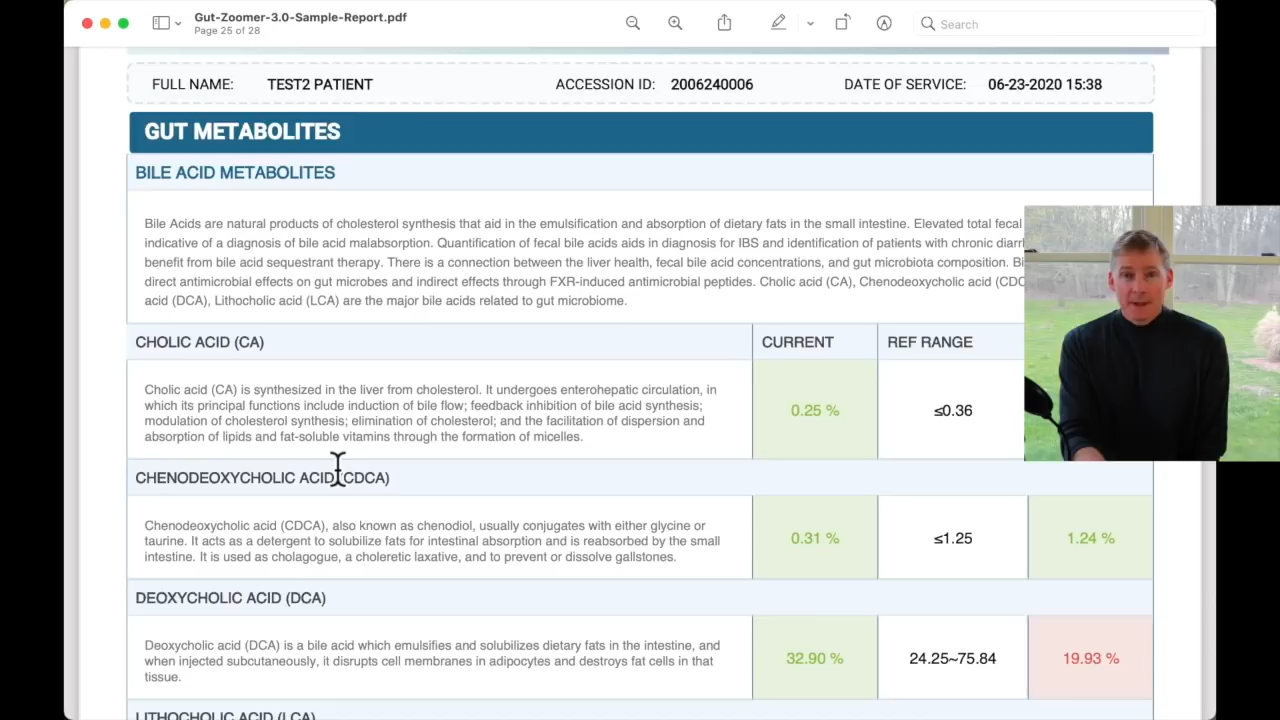 Gut-Zoomer-3.0-Sample-Report.pdf
Page 25 of 28
Search
FULL NAME: TEST2 PATIENT ACCESSION ID: 2006240006 DATE OF SERVICE: 06-23-2020 15:38
GUT METABOLITES
BILE ACID METABOLITES
Bile Acids are natural products of cholesterol synthesis that aid in the emulsification and absorption of dietary fats in the small intestine. Elevated total fecal
indicative of a diagnosis of bile acid malabsorption. Quantification of fecal bile acids aids in diagnosis for IBS and identification of patients with chronic
benefit from bile acid sequestrant therapy. There is a connection between the liver health, fecal bile acid concentrations, and gut microbiota composition.
direct antimicrobial effects on gut microbes and indirect effects through FXR-induced antimicrobial peptides. Cholic acid (CA), Chenodeoxycholic acid
acid (DCA), Lithocholic acid (LCA) are the major bile acids related to gut microbiome.
CHOLIC ACID (CA) CURRENT REF RANGE
Cholic acid (CA) is synthesized in the liver from cholesterol. It undergoes enterohepatic circulation, in
which its principal functions include induction of bile flow; feedback inhibition of bile acid synthesis;
modulation of cholesterol synthesis; elimination of cholesterol; and the facilitation of dispersion and
absorption of lipids and fat-soluble vitamins through the formation of micelles.
0.25 % ≤0.36
CHENODEOXYCHOLIC ACID (CDCA)
Chenodeoxycholic acid (CDCA), also known as chenodiol, usually conjugates with either glycine or
taurine. It acts as a detergent to solubilize fats for intestinal absorption and is reabsorbed by the small
intestine. It is used as cholagogue, a choleretic laxative, and to prevent or dissolve gallstones.
0.31 % ≤1.25 1.24 %
DEOXYCHOLIC ACID (DCA)
Deoxycholic acid (DCA) is a bile acid which emulsifies and solubilizes dietary fats in the intestine, and
when injected subcutaneously, it disrupts cell membranes in adipocytes and destroys fat cells in that
tissue.
32.90 % 24.25~75.84 19.93 %
LITHOCHOLIC ACID (LCA)